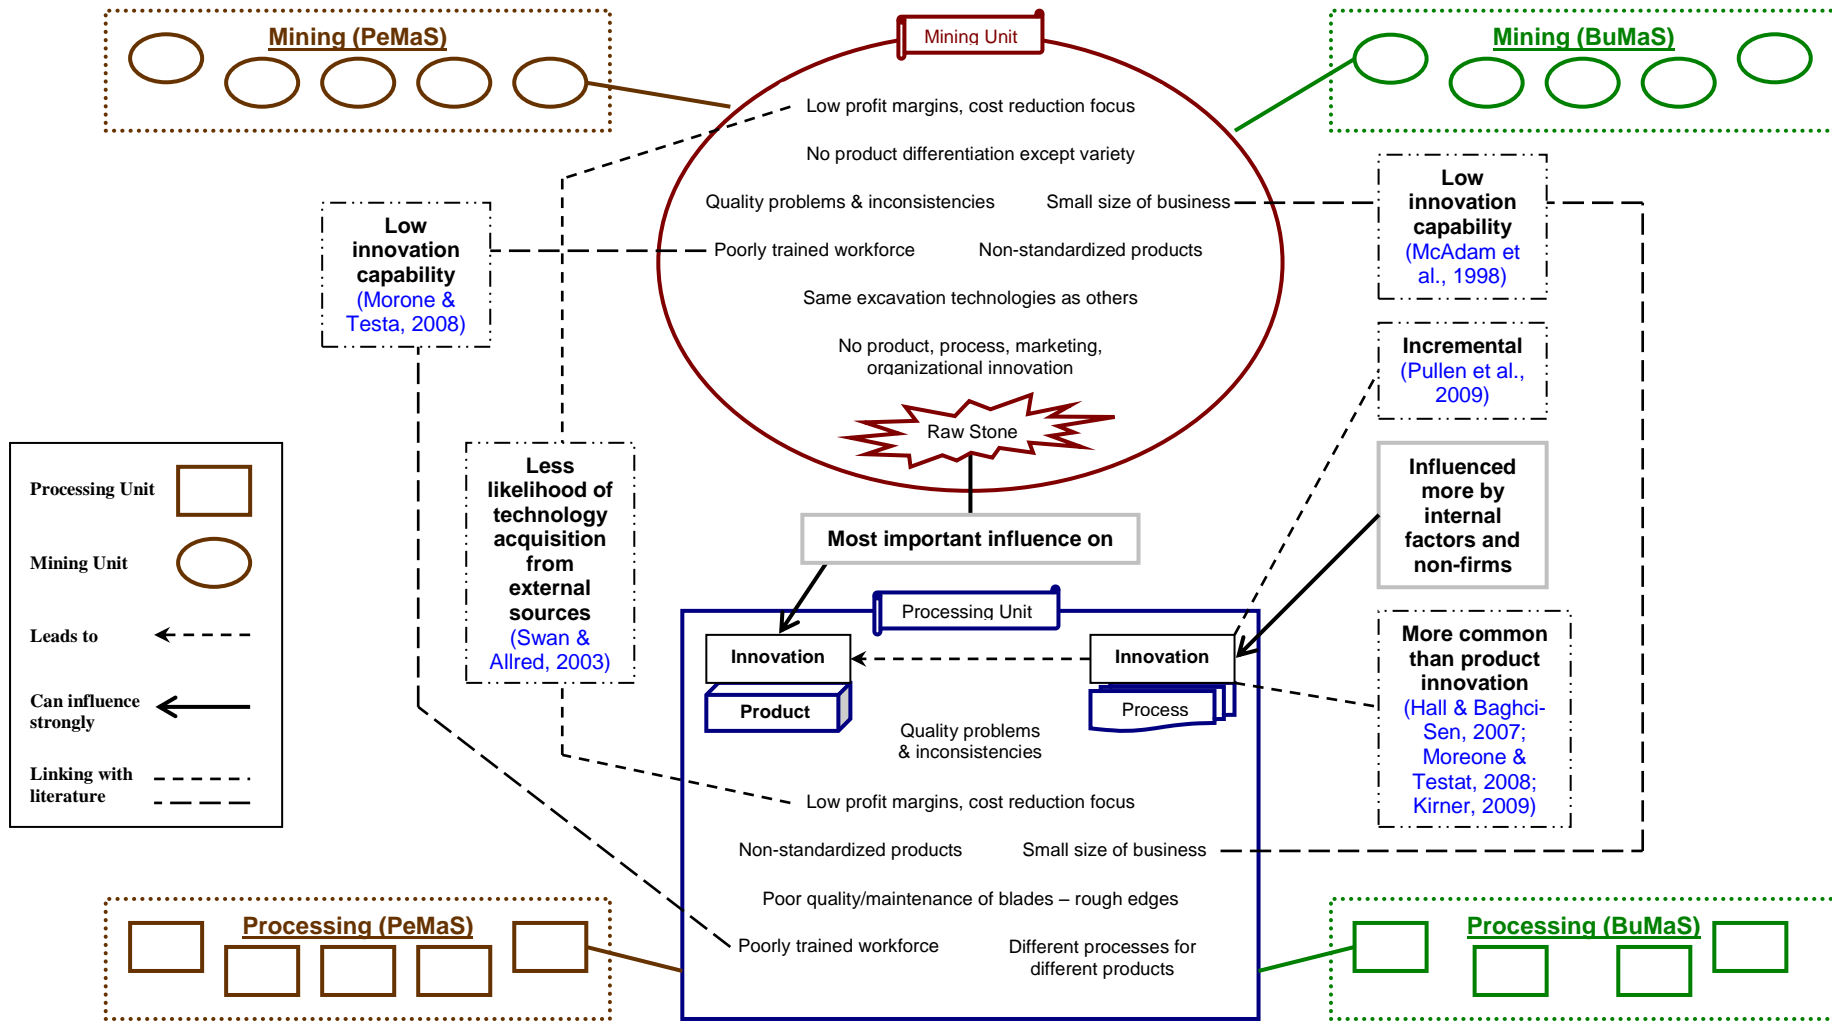 Mining (PeMaS)
Mining Unit
Mining (BuMaS)
Low profit margins, cost reduction focus
No product differentiation except variety
Quality problems & inconsistencies
Small size of business
Poorly trained workforce
Non-standardized products
Same excavation technologies as others
No product, process, marketing,
organizational innovation
Raw Stone
Low
innovation
capability
(Morone &
Testa, 2008)
Low
innovation
capability
(McAdam et
al., 1998)
Incremental
(Pullen et al.,
2009)
Influenced
more by
internal
factors and
non-firms
More common
than product
innovation
(Hall & Baghci-
Sen, 2007;
Moreone &
Testat, 2008;
Kirner, 2009)
Less
likelihood of
technology
acquisition
from
external
sources
(Swan &
Allred, 2003)
Processing Unit
Mining Unit
Leads to
Can influence
strongly
Linking with
literature
Most important influence on
Processing Unit
Innovation
Innovation
Product
Process
Quality problems
& inconsistencies
Low profit margins, cost reduction focus
Non-standardized products
Small size of business
Poor quality/maintenance of blades – rough edges
Poorly trained workforce
Different processes for
different products
Processing (PeMaS)
Processing (BuMaS)